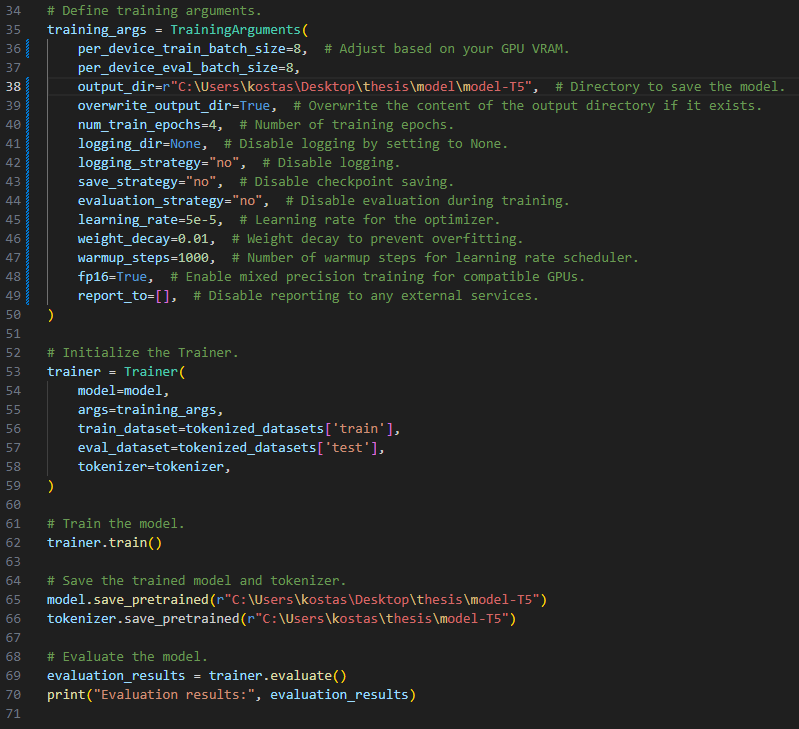 34 # Define training arguments.
35 training_args = TrainingArguments(
36     per_device_train_batch_size=8,  # Adjust based on your GPU VRAM.
37     per_device_eval_batch_size=8,
38     output_dir=r"C:\Users\kostas\Desktop\thesis\model\model-T5",  # Directory to save the model.
39     overwrite_output_dir=True,  # Overwrite the content of the output directory if it exists.
40     num_train_epochs=4,  # Number of training epochs.
41     logging_dir=None,  # Disable logging by setting to None.
42     logging_strategy="no",  # Disable logging.
43     save_strategy="no",  # Disable checkpoint saving.
44     evaluation_strategy="no",  # Disable evaluation during training.
45     learning_rate=5e-5,  # Learning rate for the optimizer.
46     weight_decay=0.01,  # Weight decay to prevent overfitting.
47     warmup_steps=1000,  # Number of warmup steps for learning rate scheduler.
48     fp16=True,  # Enable mixed precision training for compatible GPUs.
49     report_to=[],  # Disable reporting to any external services.
50 )
51
52 # Initialize the Trainer.
53 trainer = Trainer(
54     model=model,
55     args=training_args,
56     train_dataset=tokenized_datasets['train'],
57     eval_dataset=tokenized_datasets['test'],
58     tokenizer=tokenizer,
59 )
60
61 # Train the model.
62 trainer.train()
63
64 # Save the trained model and tokenizer.
65 model.save_pretrained(r"C:\Users\kostas\Desktop\thesis\model-T5")
66 tokenizer.save_pretrained(r"C:\Users\kostas\thesis\model-T5")
67
68 # Evaluate the model.
69 evaluation_results = trainer.evaluate()
70 print("Evaluation results:", evaluation_results)
71